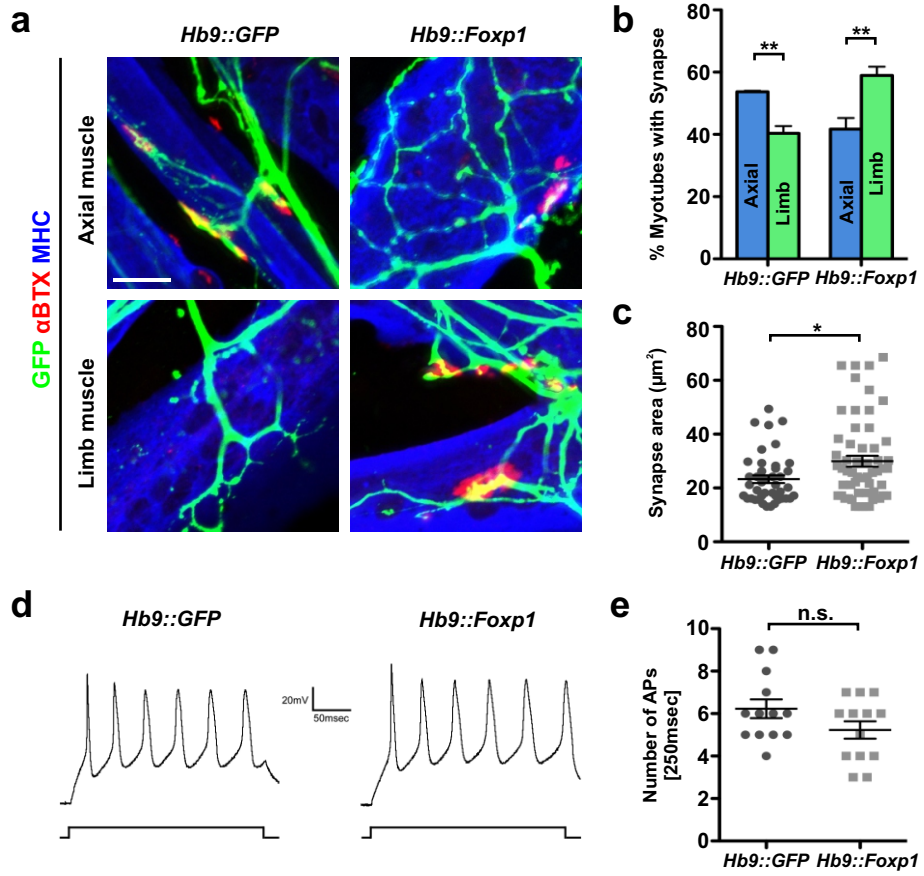 a
Hb9::GFP
Hb9::Foxp1
GFP αBTX MHC
Axial muscle
Limb muscle
b
% Myotubes with Synapse
80
60
40
20
0
**
**
Axial
Limb
Axial
Limb
Hb9::GFP
Hb9::Foxp1
c
Synapse area (µm²)
80
60
40
20
0
*
Hb9::GFP
Hb9::Foxp1
d
Hb9::GFP
Hb9::Foxp1
20mV
50msec
e
Number of APs
[250msec]
10
8
6
4
2
0
n.s.
Hb9::GFP
Hb9::Foxp1